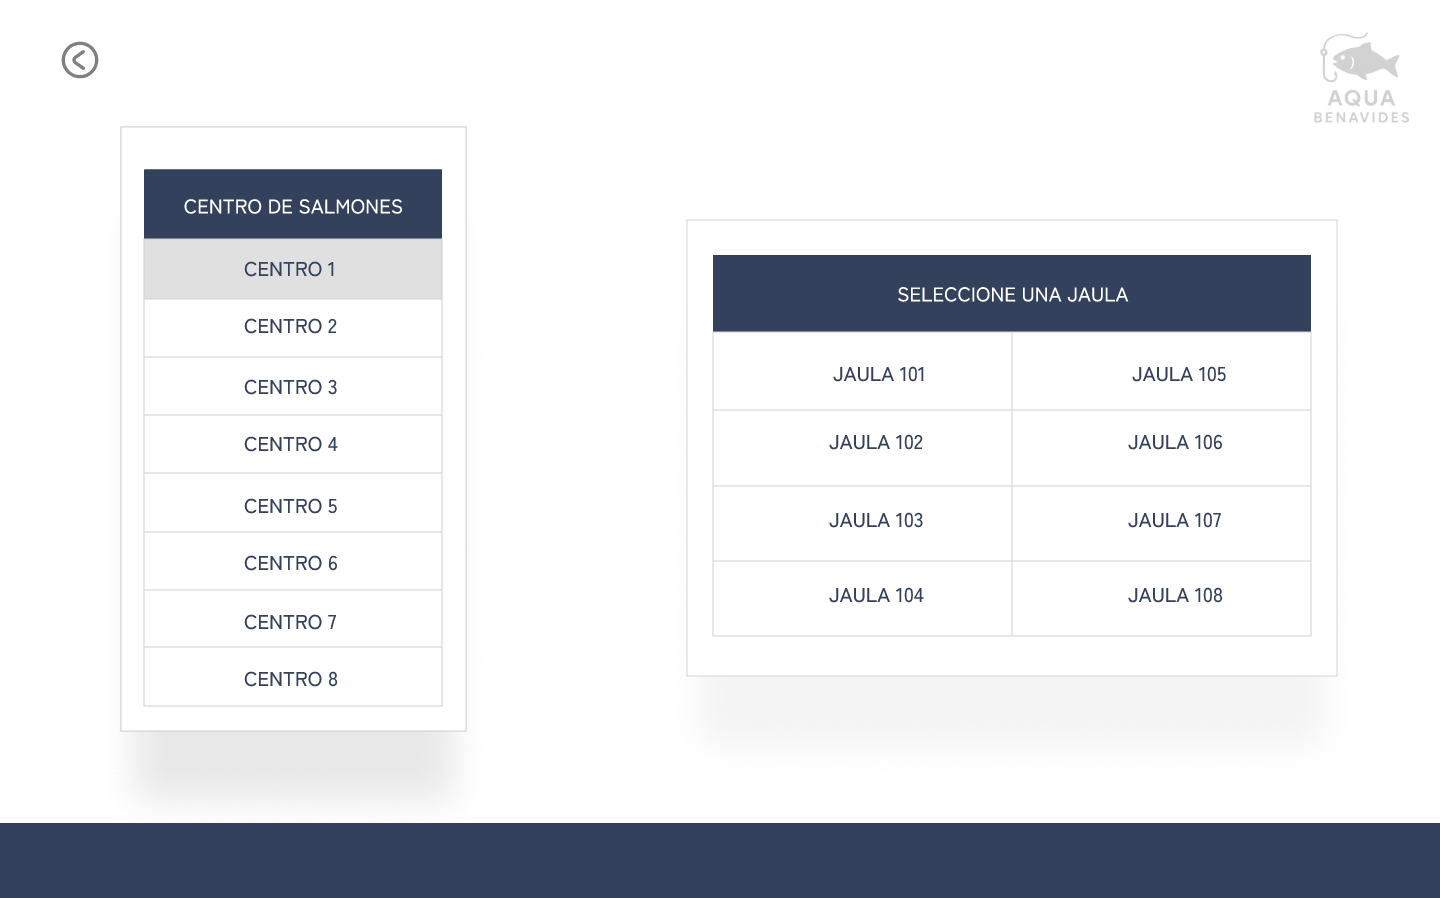 AQUA
BENAVIDES
CENTRO DE SALMONES
CENTRO 1
CENTRO 2
CENTRO 3
CENTRO 4
CENTRO 5
CENTRO 6
CENTRO 7
CENTRO 8
SELECCIONE UNA JAULA
JAULA 101
JAULA 105
JAULA 102
JAULA 106
JAULA 103
JAULA 107
JAULA 104
JAULA 108